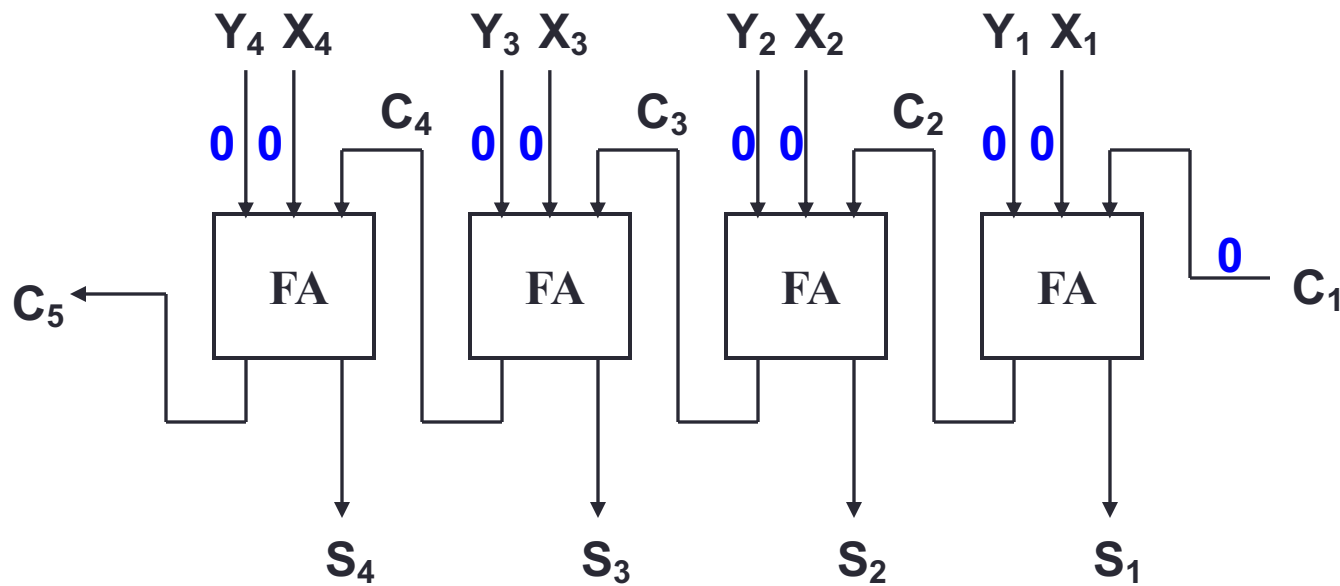 Y₄ X₄ Y₃ X₃ Y₂ X₂ Y₁ X₁
C₄ C₃ C₂
0 0 0 0 0 0 0 0
0
FA FA FA FA
C₅ C₁
S₄ S₃ S₂ S₁